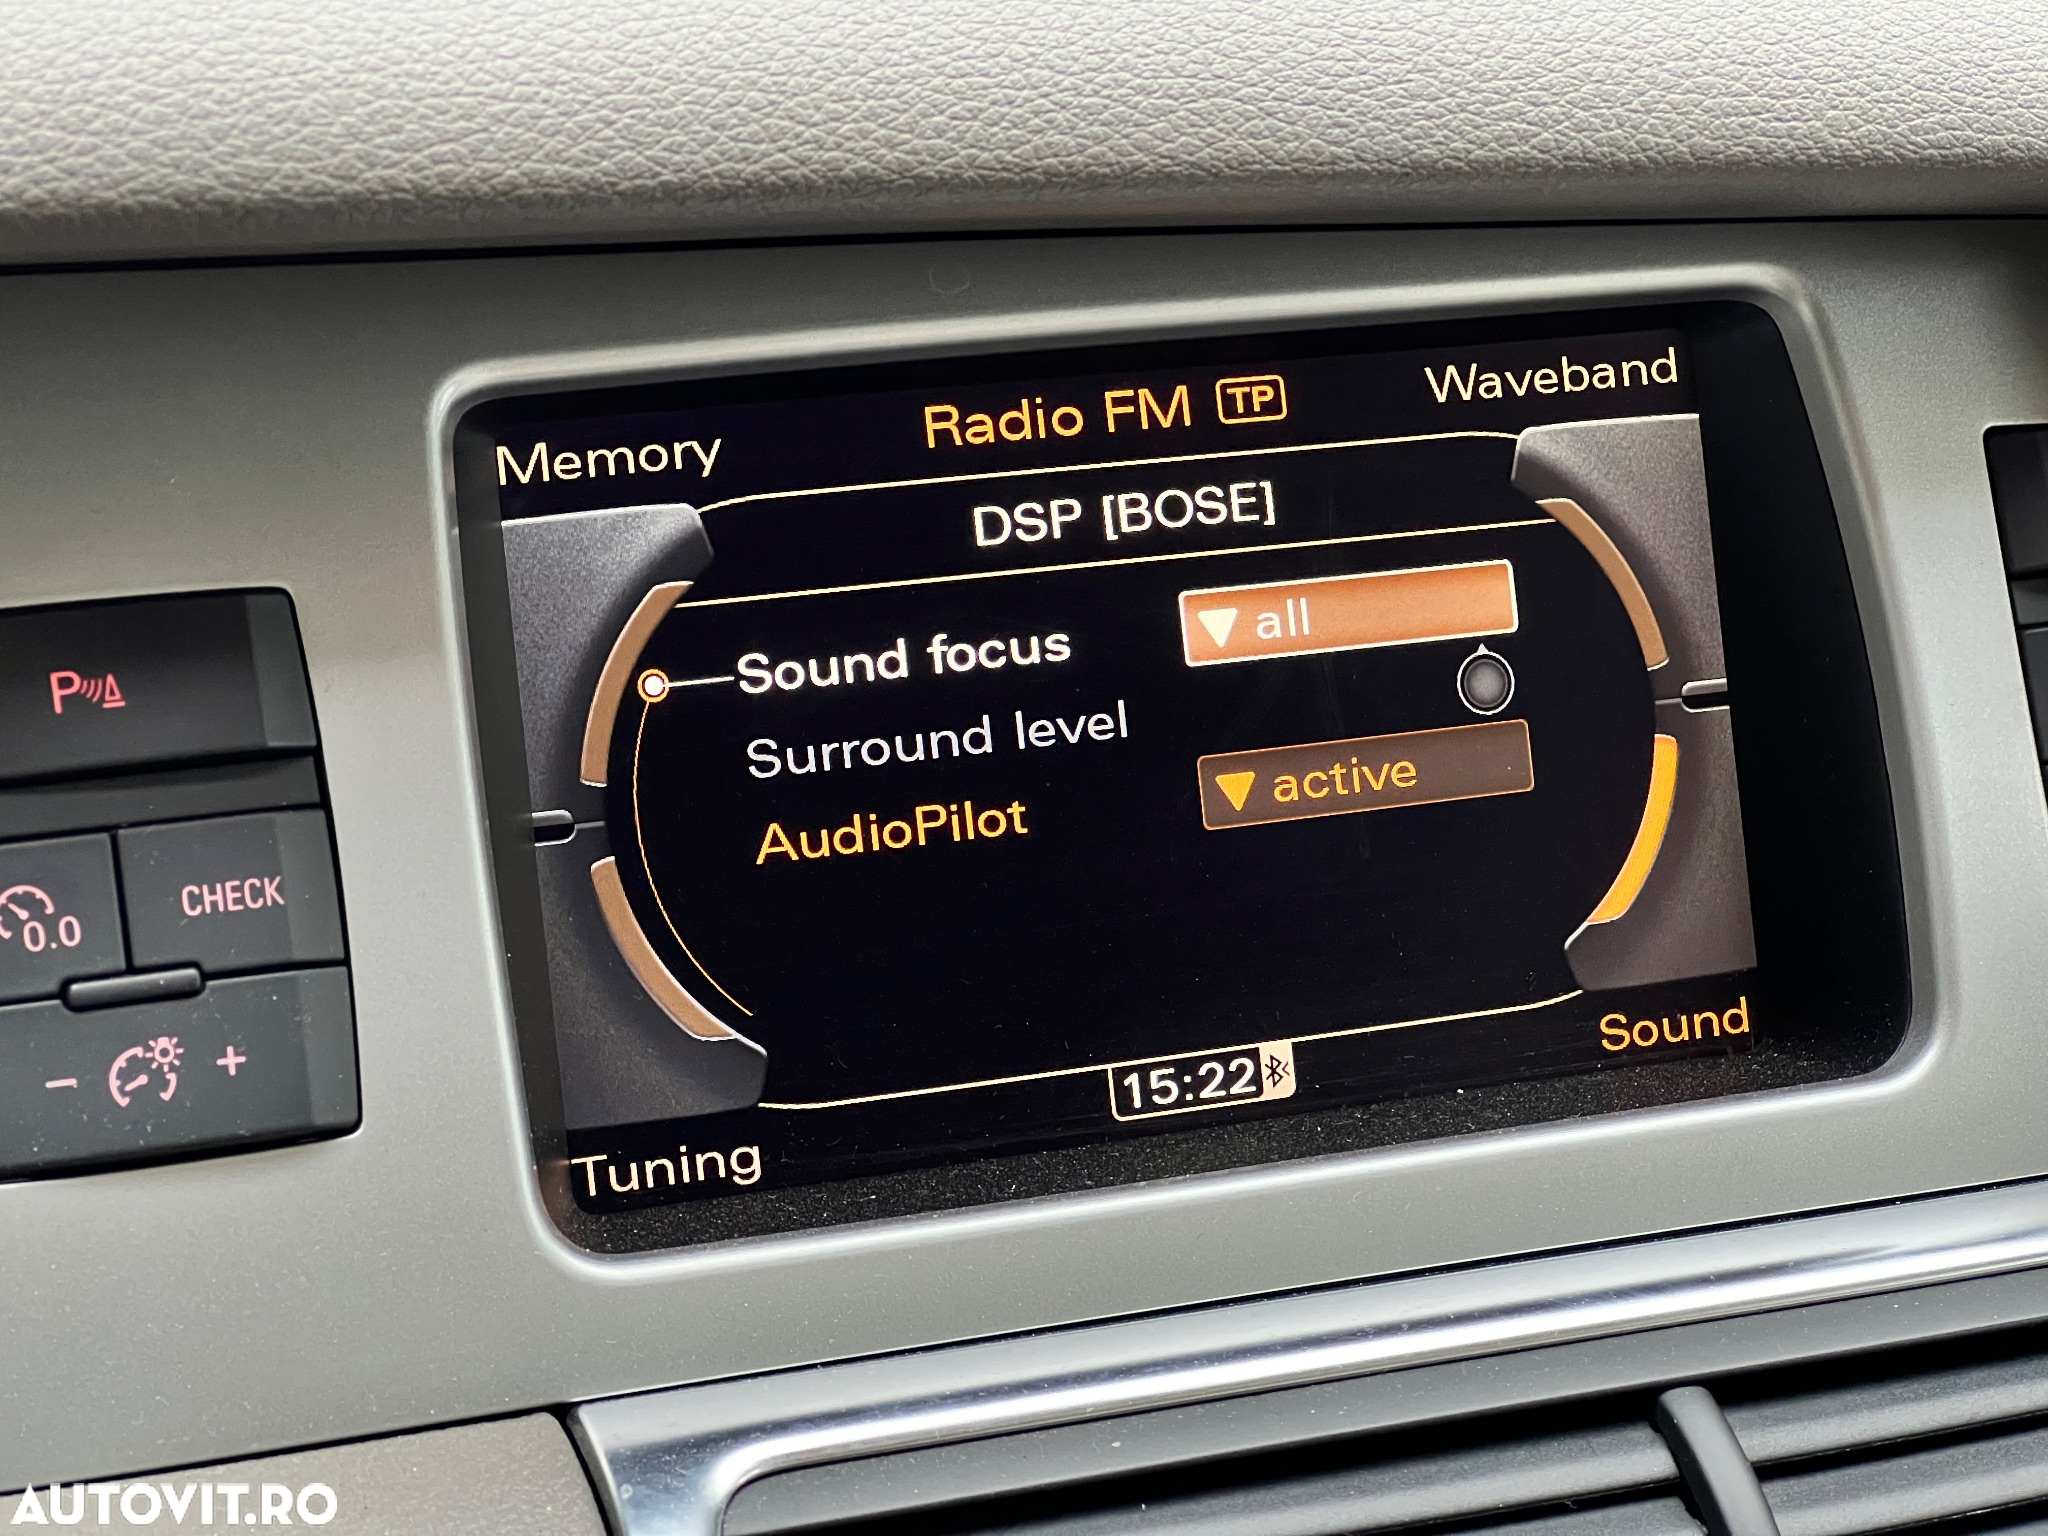 Memory
Radio FM TP
Waveband
DSP [BOSE]
Sound focus
all
Surround level
AudioPilot
active
15:22
Sound
Tuning
P
0.0
CHECK
- +
AUTOVIT.RO